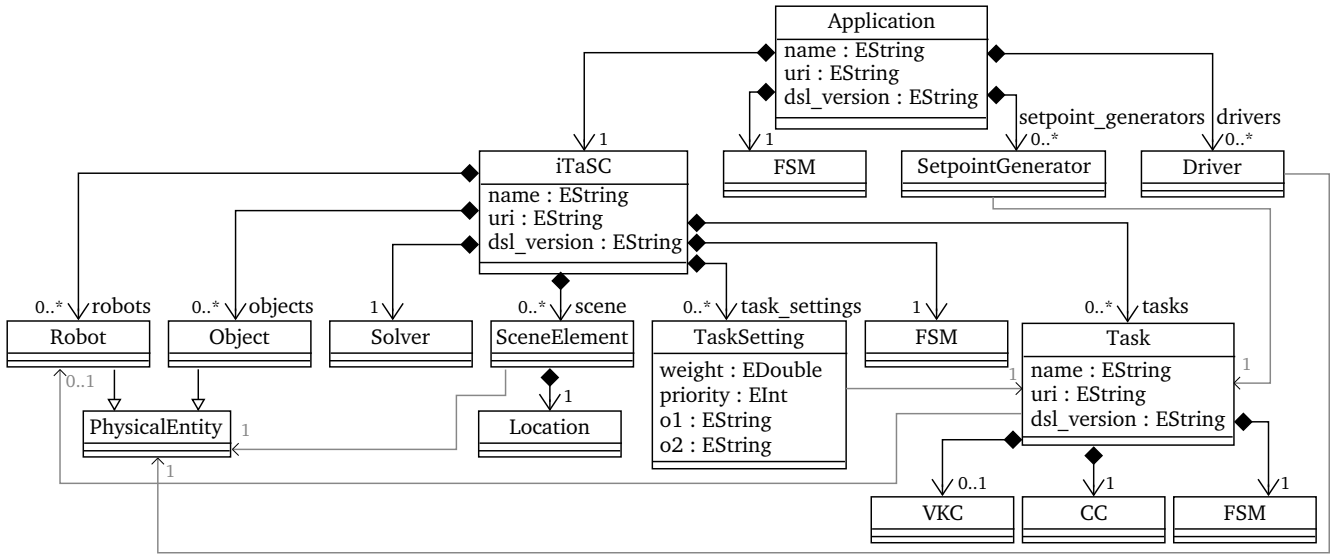 Application
name : EString
uri : EString
dsl_version : EString
setpoint_generators
drivers
1
1
0..*
0..*
iTaSC
FSM
SetpointGenerator
Driver
name : EString
uri : EString
dsl_version : EString
0..*
robots
0..*
objects
1
0..*
scene
0..*
task_settings
1
0..*
tasks
Robot
Object
Solver
SceneElement
TaskSetting
FSM
Task
weight : EDouble
priority : EInt
o1 : EString
o2 : EString
name : EString
uri : EString
dsl_version : EString
0..1
1
1
1
PhysicalEntity
1
Location
1
0..1
1
1
VKC
CC
FSM